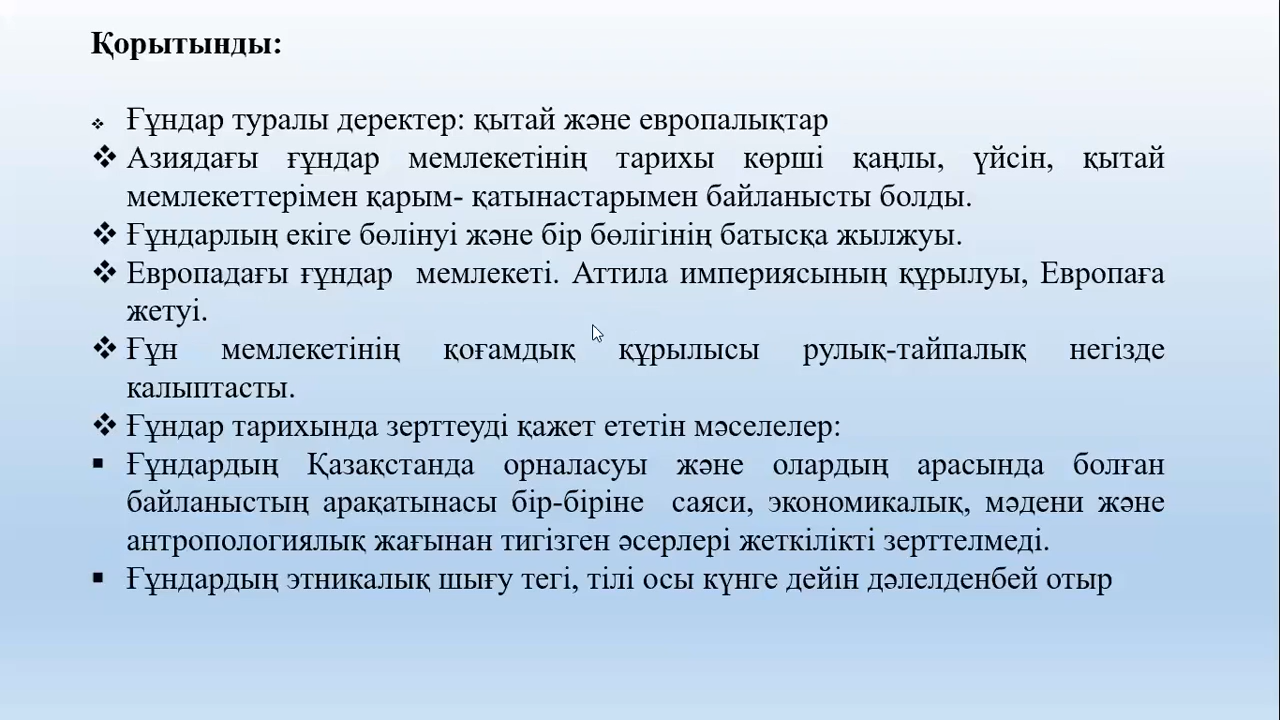 Қорытынды:
❖ Ғұндар туралы деректер: қытай және европалықтар
❖ Азиядағы ғұндар мемлекетінің тарихы көрші қаңлы, үйсін, қытай
мемлекеттерімен қарым- қатынастарымен байланысты болды.
❖ Ғұндарлың екіге бөлінуі және бір бөлігінің батысқа жылжуы.
❖ Европадағы ғұндар мемлекеті. Аттила империясының құрылуы, Европаға
жетуі.
❖ Ғұн мемлекетінің қоғамдық құрылысы рулық-тайпалық негізде
калыптасты.
❖ Ғұндар тарихында зерттеуді қажет ететін мәселелер:
▪ Ғұндардың Қазақстанда орналасуы және олардың арасында болған
байланыстың арақатынасы бір-біріне саяси, экономикалық, мәдени және
антропологиялық жағынан тигізген әсерлері жеткілікті зерттелмеді.
▪ Ғұндардың этникалық шығу тегі, тілі осы күнге дейін дәлелденбей отыр